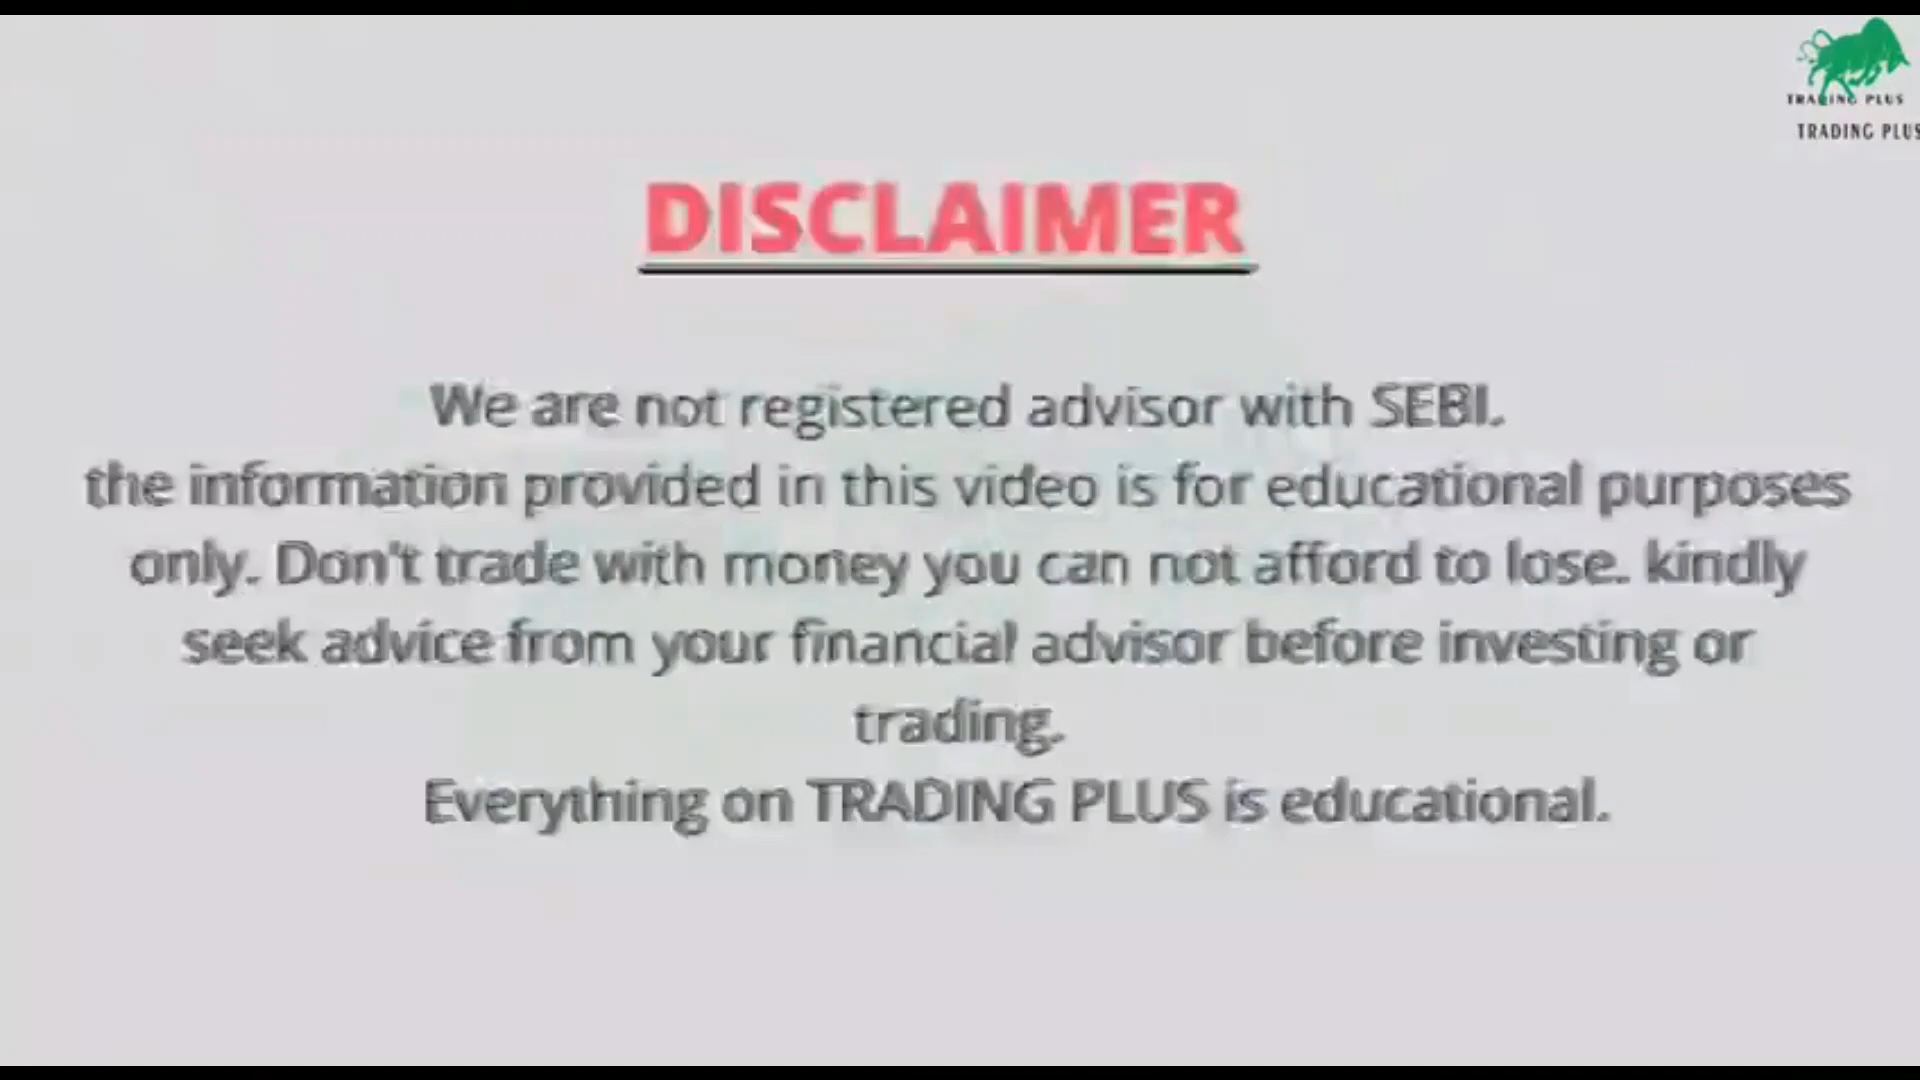 TRADING PLUS
TRADING PLUS
DISCLAIMER
We are not registered advisor with SEBI.
the information provided in this video is for educational purposes
only. Don't trade with money you can not afford to lose. kindly
seek advice from your financial advisor before investing or
trading.
Everything on TRADING PLUS is educational.